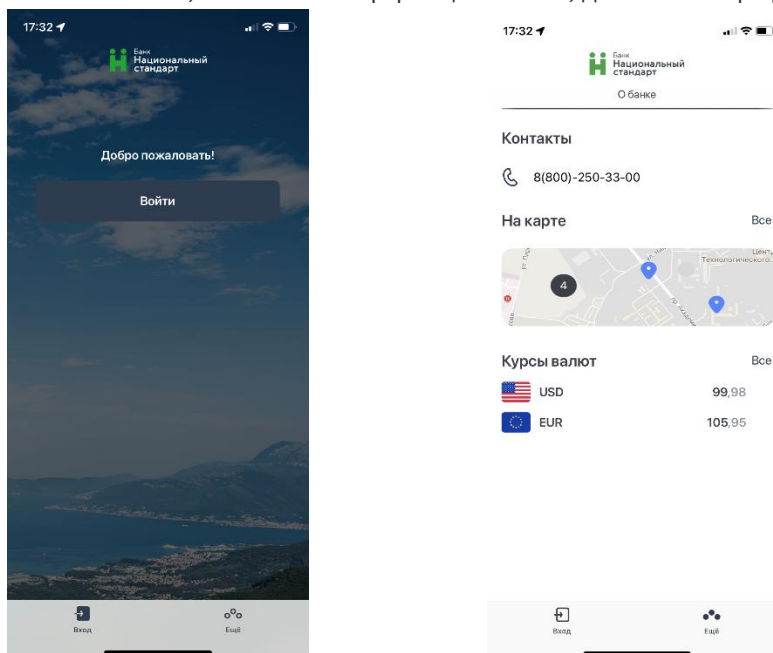 17:32
Банк
Национальный
стандарт
Добро пожаловать!
Войти
Вход
Ещё
17:32
Банк
Национальный
стандарт
О банке
Контакты
8(800)-250-33-00
На карте
Все
4
Курсы валют
Все
USD
99,98
EUR
105,95
Вход
Ещё